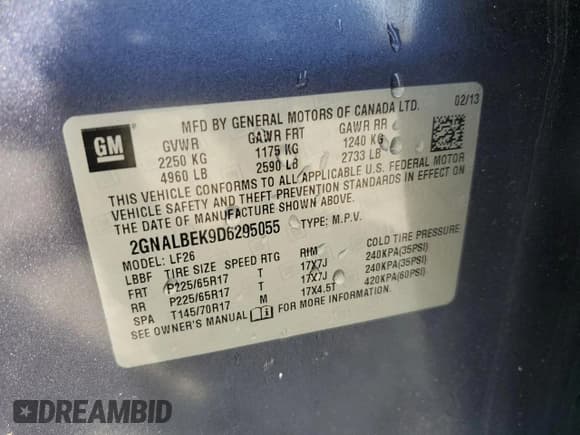 GM
MFD BY GENERAL MOTORS OF CANADA LTD. 02/13
GVWR GAWR FRT GAWR RR
2250 KG 1175 KG 1240 KG
4960 LB 2590 LB 2733 LB
THIS VEHICLE CONFORMS TO ALL APPLICABLE U.S. FEDERAL MOTOR
VEHICLE SAFETY AND THEFT PREVENTION STANDARDS IN EFFECT ON
THE DATE OF MANUFACTURE SHOWN ABOVE.
2GNALBEK9D6295055 TYPE: M.P.V.
MODEL: LF26
LBBF TIRE SIZE SPEED RTG RIM COLD TIRE PRESSURE
FRT P225/65R17 T 17X7J 240KPA(35PSI)
RR P225/65R17 T 17X7J 240KPA(35PSI)
SPA T145/70R17 M 17X4.5T 420KPA(60PSI)
SEE OWNER'S MANUAL FOR MORE INFORMATION
DREAMBID